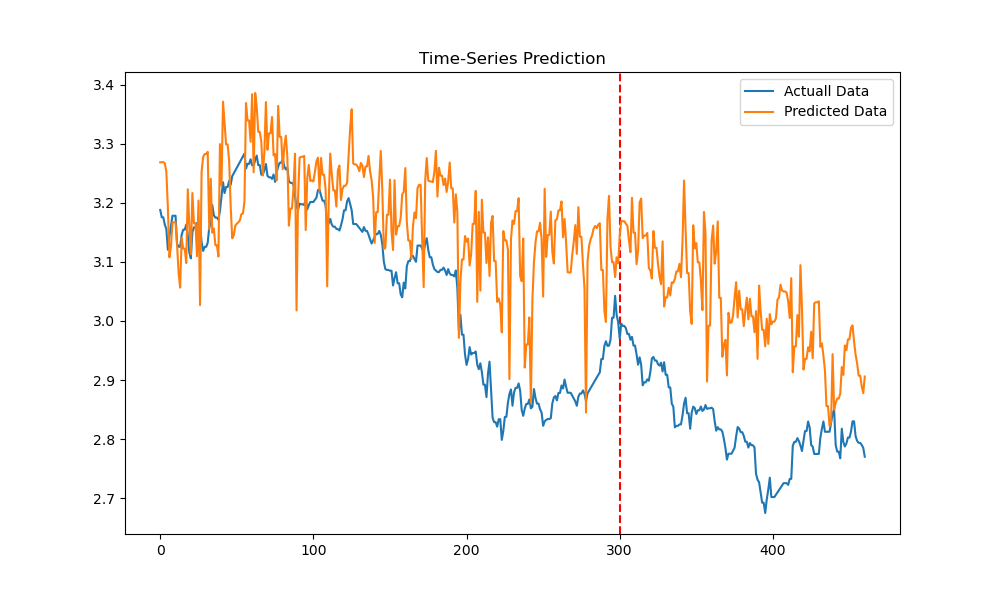 Time-Series Prediction
Actuall Data
Predicted Data
3.4
3.3
3.2
3.1
3.0
2.9
2.8
2.7
0 100 200 300 400